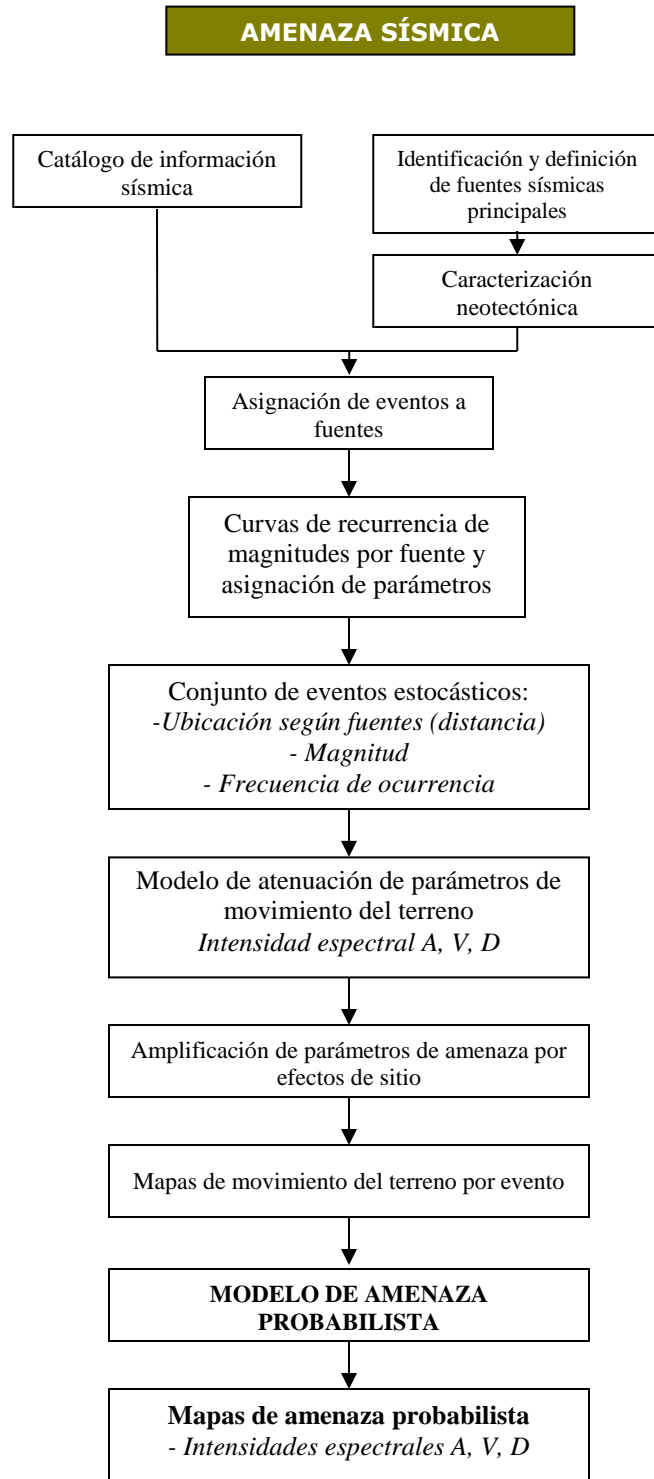 AMENAZA SÍSMICA
Catálogo de información
sísmica
Identificación y definición
de fuentes sísmicas
principales
Caracterización
neotectónica
Asignación de eventos a
fuentes
Curvas de recurrencia de
magnitudes por fuente y
asignación de parámetros
Conjunto de eventos estocásticos:
-Ubicación según fuentes (distancia)
- Magnitud
- Frecuencia de ocurrencia
Modelo de atenuación de parámetros de
movimiento del terreno
Intensidad espectral A, V, D
Amplificación de parámetros de amenaza por
efectos de sitio
Mapas de movimiento del terreno por evento
MODELO DE AMENAZA
PROBABILISTA
Mapas de amenaza probabilista
- Intensidades espectrales A, V, D